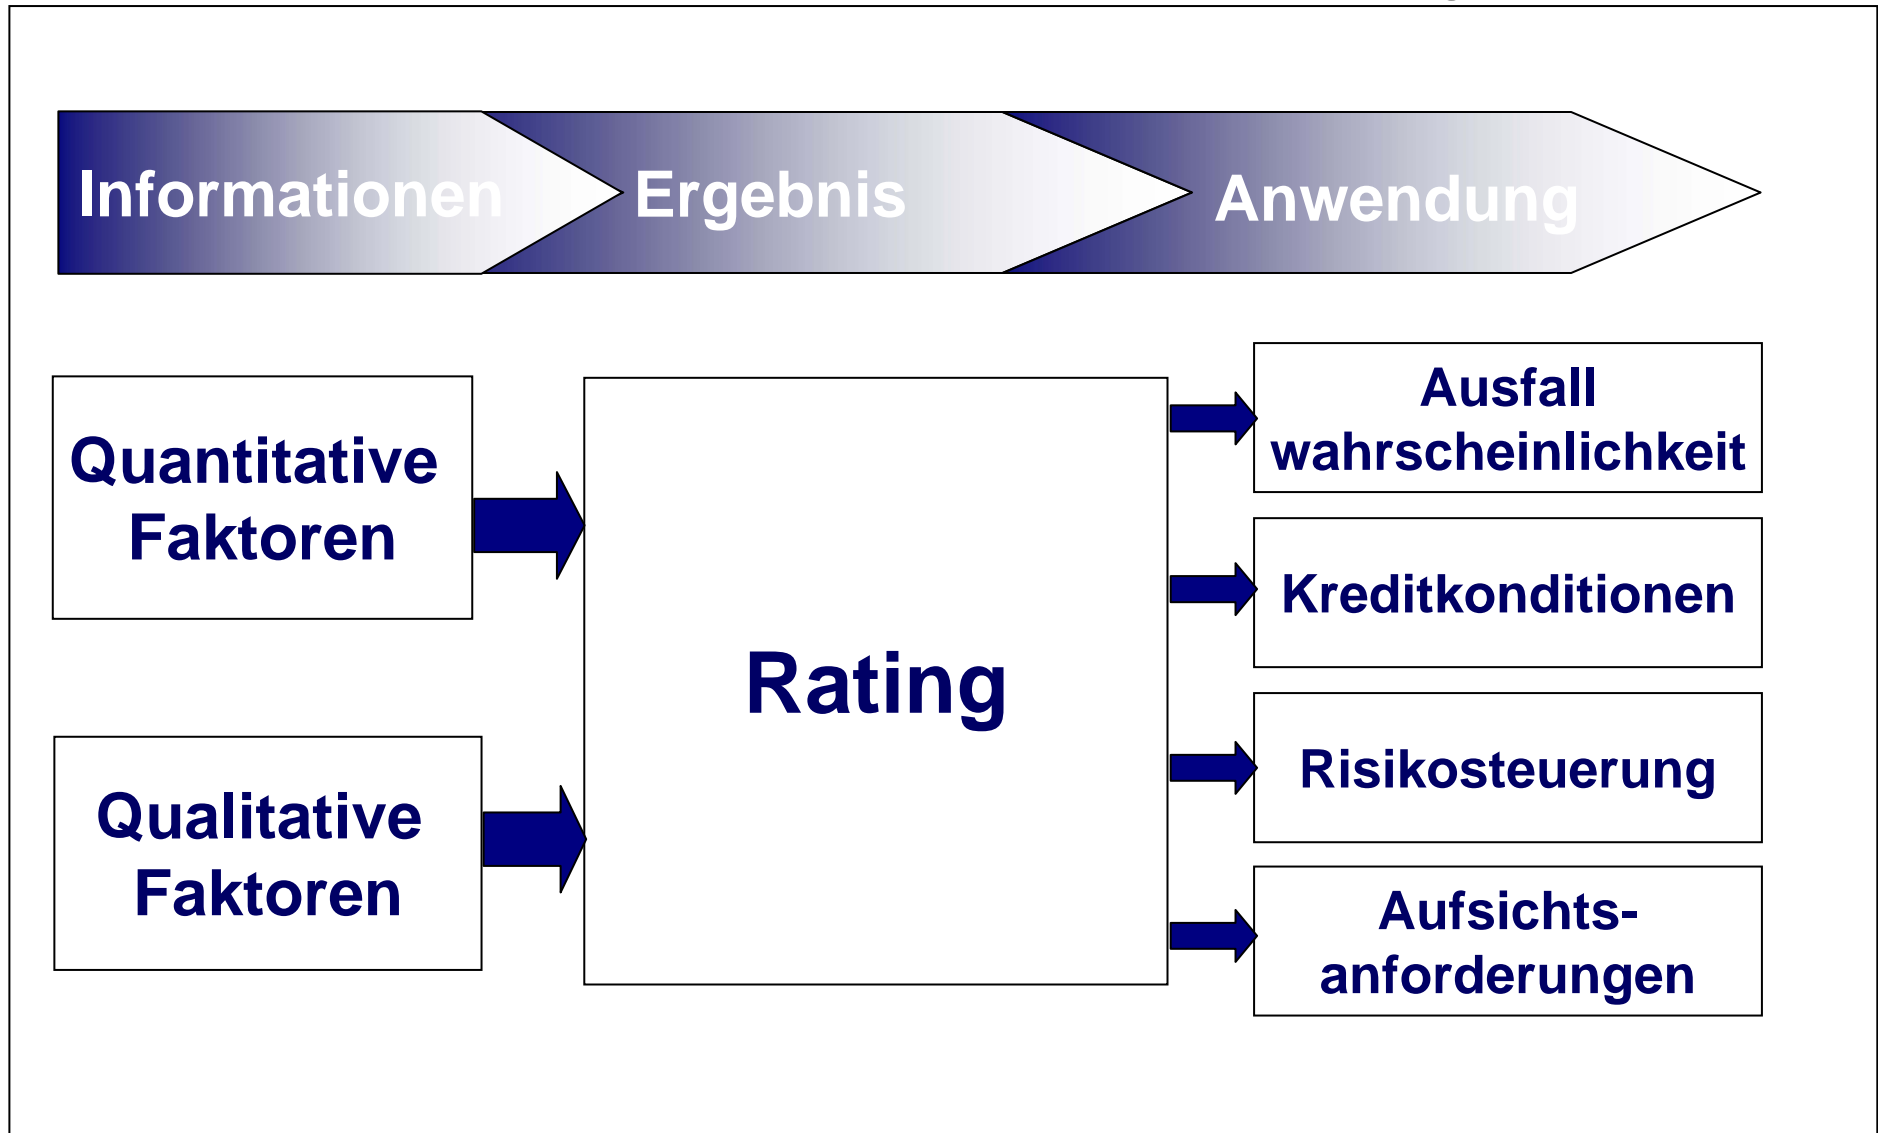 Informationen
Ergebnis
Anwendung
Quantitative
Faktoren
Qualitative
Faktoren
Rating
Ausfall
wahrscheinlichkeit
Kreditkonditionen
Risikosteuerung
Aufsichts-
anforderungen